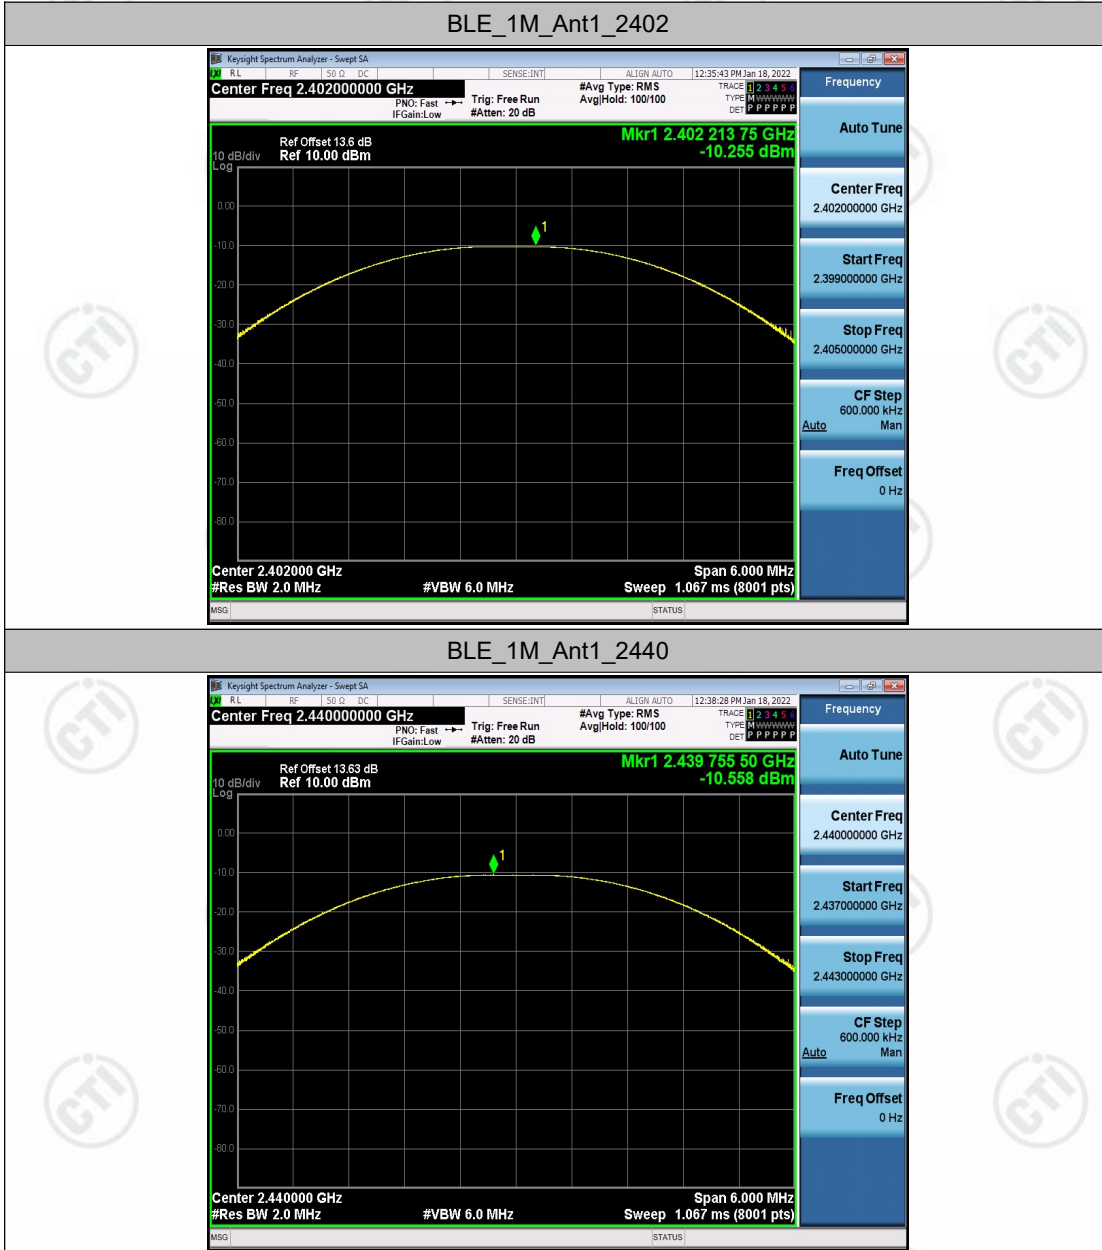 BLE_1M_Ant1_2402
Keysight Spectrum Analyzer - Swept SA
RL RF 50 Ω DC SENSE:INT ALIGN AUTO 12:35:43 PM Jan 18, 2022
Center Freq 2.402000000 GHz
PNO: Fast
IFGain:Low
Trig: Free Run
#Atten: 20 dB
#Avg Type: RMS
Avg|Hold: 100/100
TRACE 1 2 3 4 5 6
TYPE M WWWWW
DET P P P P P P
Frequency
Auto Tune
Mkr1 2.402 213 75 GHz
-10.255 dBm
Ref Offset 13.6 dB
10 dB/div Ref 10.00 dBm
Log
0.00
-10.0
-20.0
-30.0
-40.0
-60.0
-70.0
-80.0
1
Center Freq
2.402000000 GHz
Start Freq
2.399000000 GHz
Stop Freq
2.405000000 GHz
CF Step
600.000 kHz
Auto Man
Freq Offset
0 Hz
Center 2.402000 GHz Span 6.000 MHz
#Res BW 2.0 MHz #VBW 6.0 MHz Sweep 1.067 ms (8001 pts)
MSG STATUS
BLE_1M_Ant1_2440
Keysight Spectrum Analyzer - Swept SA
RL RF 50 Ω DC SENSE:INT ALIGN AUTO 12:38:28 PM Jan 18, 2022
Center Freq 2.440000000 GHz
PNO: Fast
IFGain:Low
Trig: Free Run
#Atten: 20 dB
#Avg Type: RMS
Avg|Hold: 100/100
TRACE 1 2 3 4 5 6
TYPE M WWWWW
DET P P P P P P
Frequency
Auto Tune
Mkr1 2.439 755 50 GHz
-10.558 dBm
Ref Offset 13.63 dB
10 dB/div Ref 10.00 dBm
Log
0.00
-10.0
-20.0
-30.0
-40.0
-50.0
-60.0
-70.0
-80.0
1
Center Freq
2.440000000 GHz
Start Freq
2.437000000 GHz
Stop Freq
2.443000000 GHz
CF Step
600.000 kHz
Auto Man
Freq Offset
0 Hz
Center 2.440000 GHz Span 6.000 MHz
#Res BW 2.0 MHz #VBW 6.0 MHz Sweep 1.067 ms (8001 pts)
MSG STATUS
CTI
CTI
CTI
CTI
CTI
CTI